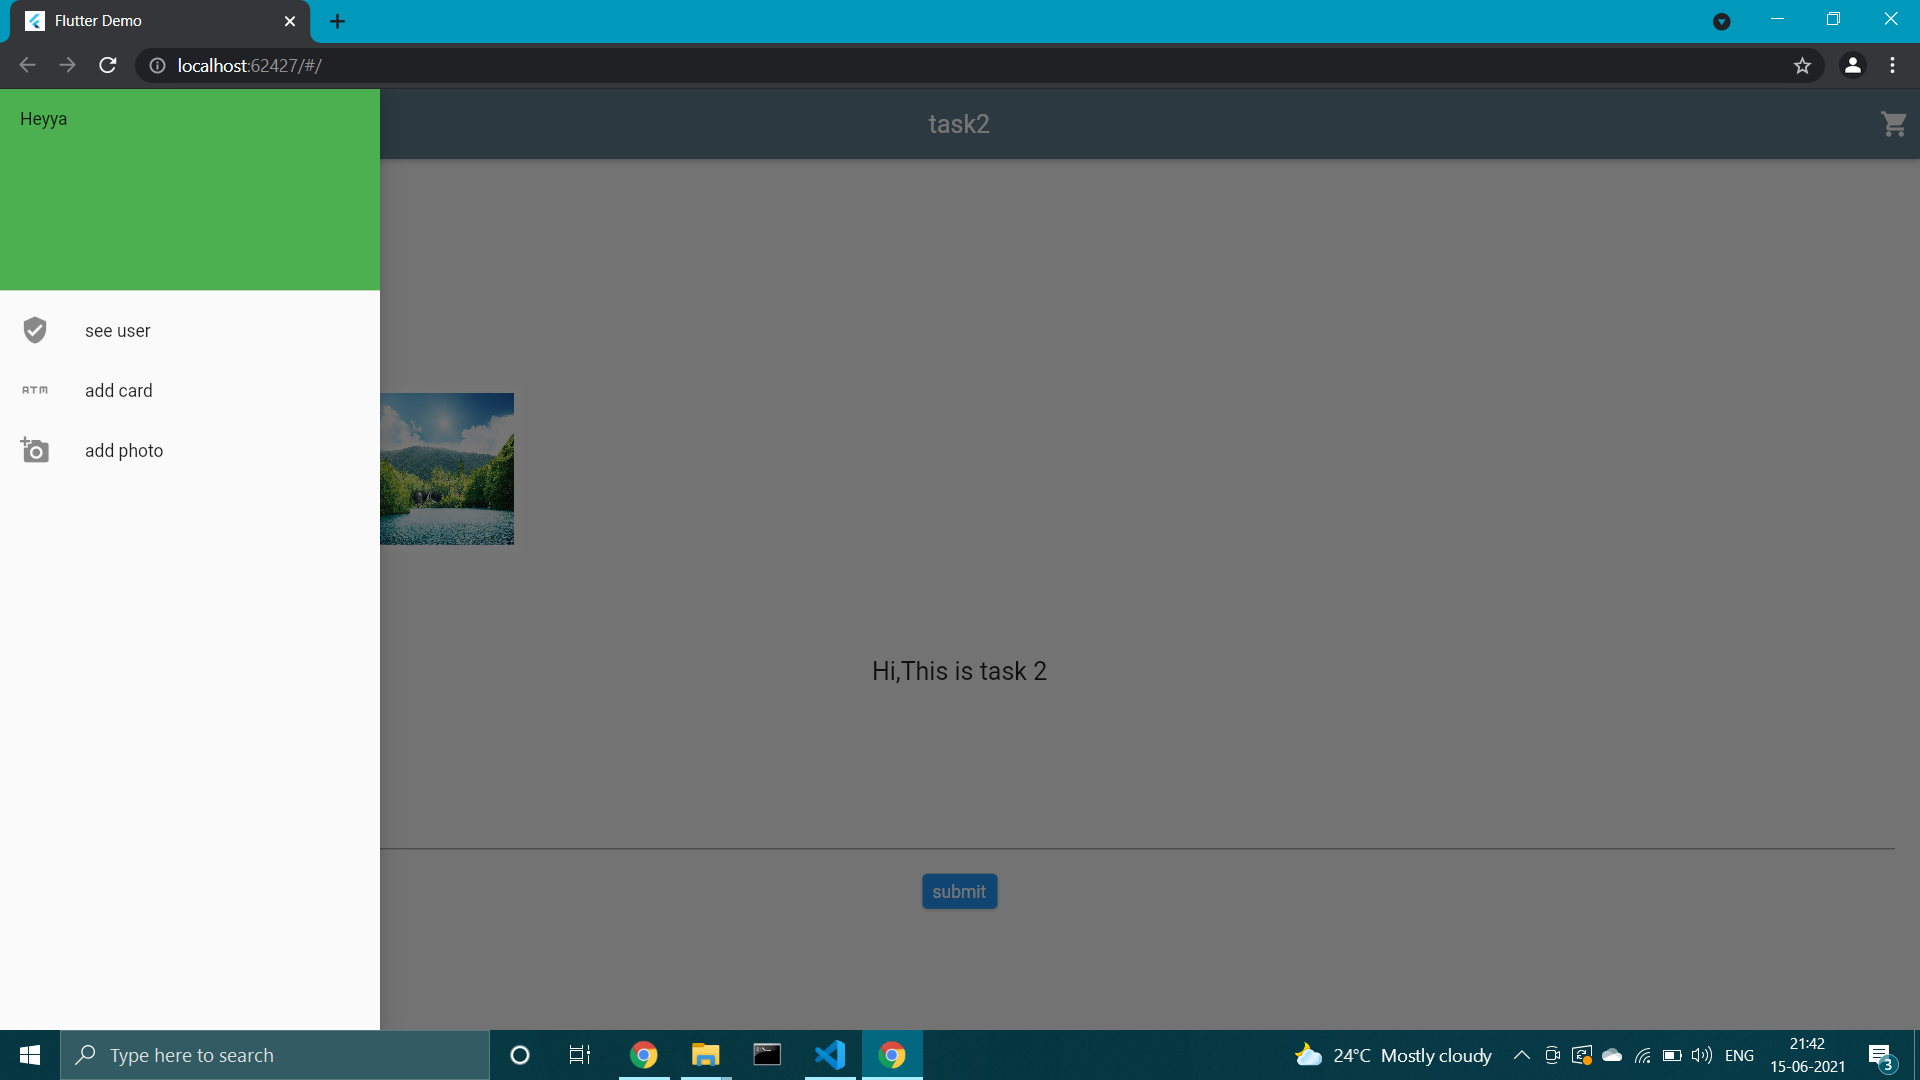 Flutter Demo
localhost:62427/#/
Heyya
task2
see user
ATM
add card
add photo
Hi,This is task 2
submit
Type here to search
24°C Mostly cloudy
ENG
21:42
15-06-2021
3